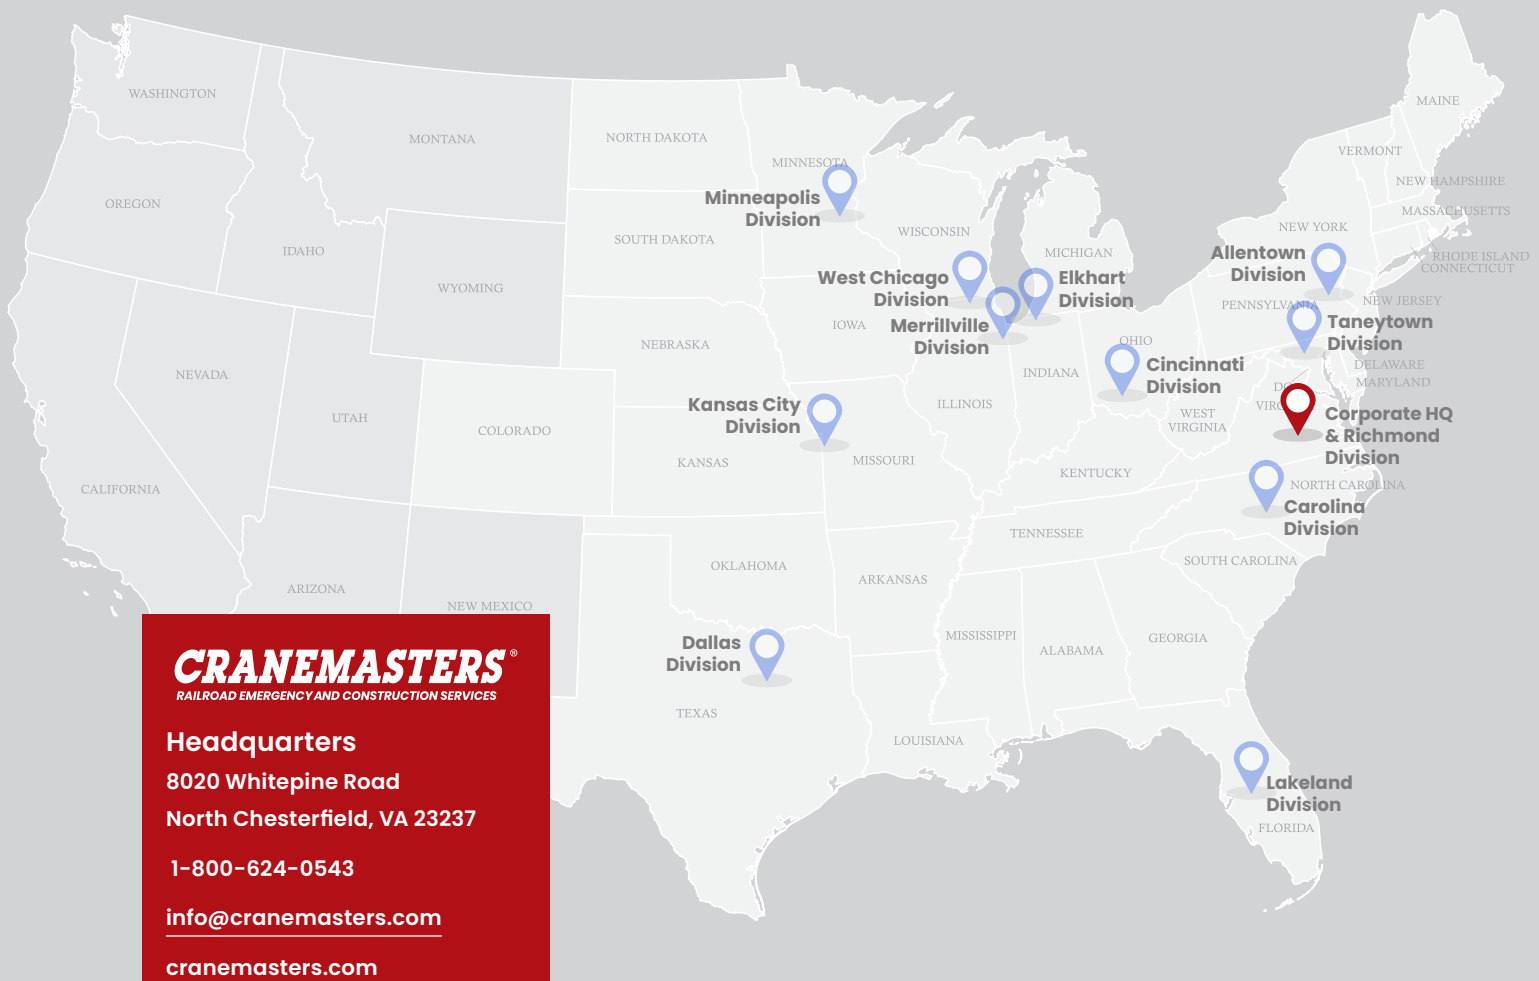 WASHINGTON
MONTANA
NORTH DAKOTA
MINNESOTA
MAINE
VERMONT
NEW HAMPSHIRE
MASSACHUSETTS
OREGON
IDAHO
SOUTH DAKOTA
Minneapolis
Division
WISCONSIN
MICHIGAN
NEW YORK
RHODE ISLAND
CONNECTICUT
Allentown
Division
WYOMING
West Chicago
Division
Elkhart
Division
PENNSYLVANIA
NEW JERSEY
IOWA
Merrillville
Division
OHIO
Taneytown
Division
NEBRASKA
NEVADA
INDIANA
Cincinnati
Division
DELAWARE
MARYLAND
UTAH
COLORADO
Kansas City
Division
ILLINOIS
WEST
VIRGINIA
Corporate HQ
& Richmond
Division
KANSAS
MISSOURI
KENTUCKY
CALIFORNIA
NORTH CAROLINA
Carolina
Division
TENNESSEE
SOUTH CAROLINA
OKLAHOMA
ARKANSAS
ARIZONA
NEW MEXICO
MISSISSIPPI
ALABAMA
GEORGIA
Dallas
Division
TEXAS
LOUISIANA
Lakeland
Division
FLORIDA
CRANEMASTERS®
RAILROAD EMERGENCY AND CONSTRUCTION SERVICES
Headquarters
8020 Whitepine Road
North Chesterfield, VA 23237
1-800-624-0543
info@cranemasters.com
cranemasters.com